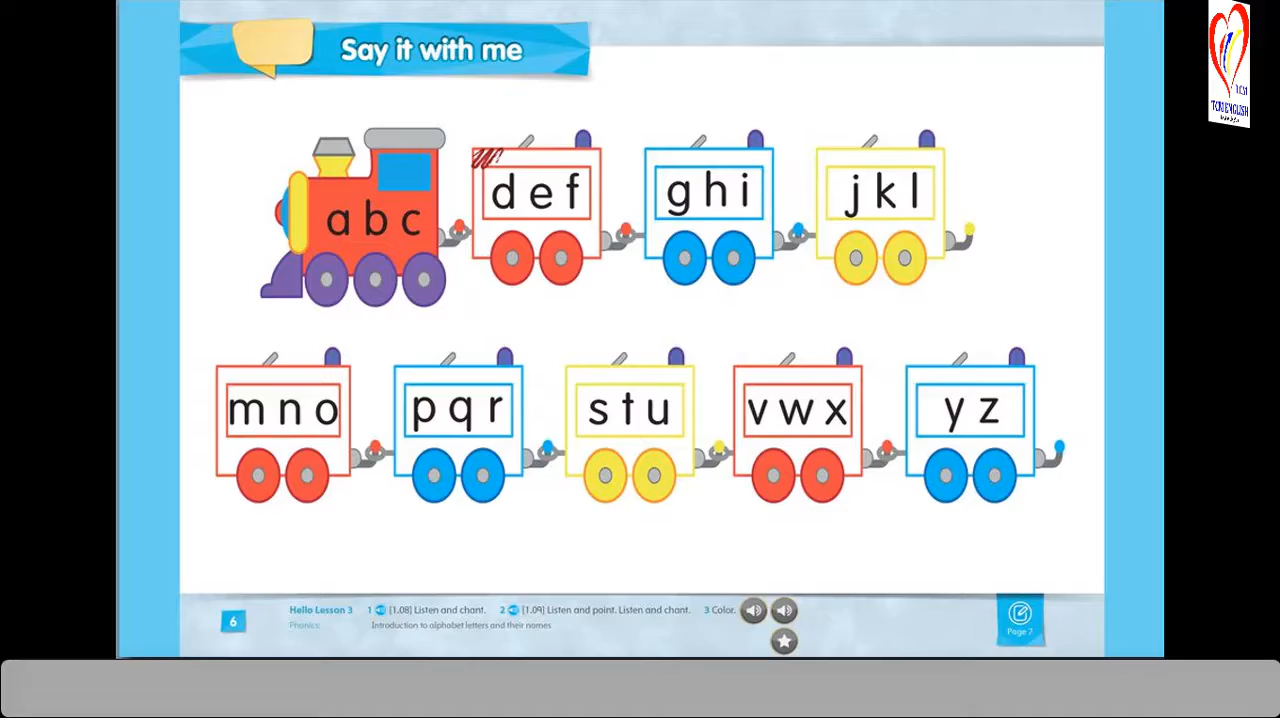 Say it with me
a b c
d e f
g h i
j k l
m n o
p q r
s t u
v w x
y z
6
Hello Lesson 3 1 [1.08] Listen and chant. 2 [1.09] Listen and point. Listen and chant. 3 Color.
Phonics: Introduction to alphabet letters and their names
Page 7